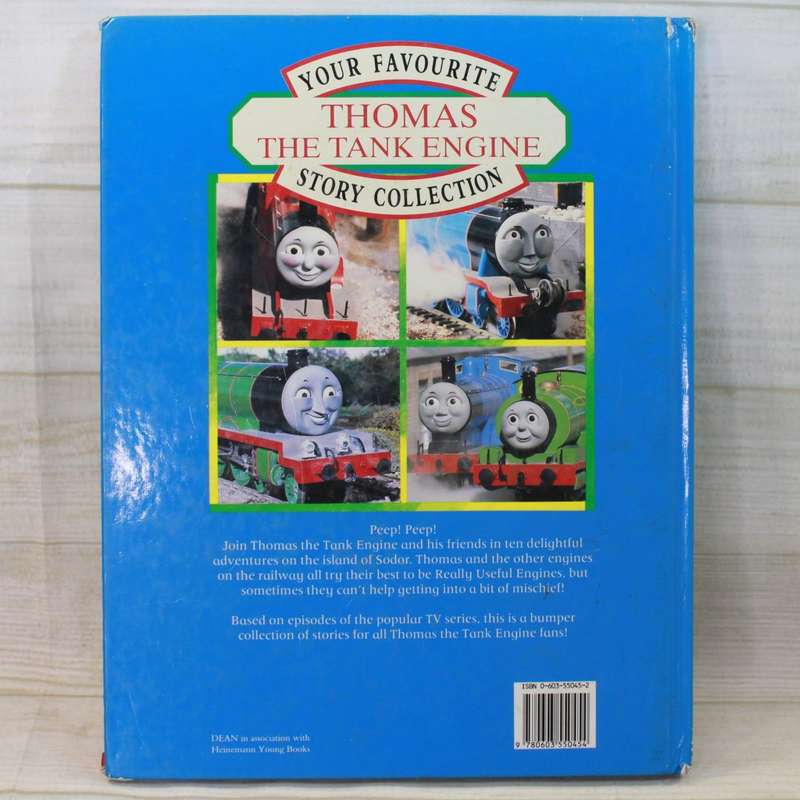 YOUR FAVOURITE
THOMAS
THE TANK ENGINE
STORY COLLECTION
Peep! Peep!
Join Thomas the Tank Engine and his friends in ten delightful
adventures on the island of Sodor. Thomas and the other engines
on the railway all try their best to be Really Useful Engines, but
sometimes they can't help getting into a bit of mischief!
Based on episodes of the popular TV series, this is a bumper
collection of stories for all Thomas the Tank Engine fans!
ISBN 0-603-55045-2
9 780603 550454
DEAN in association with
Heinemann Young Books